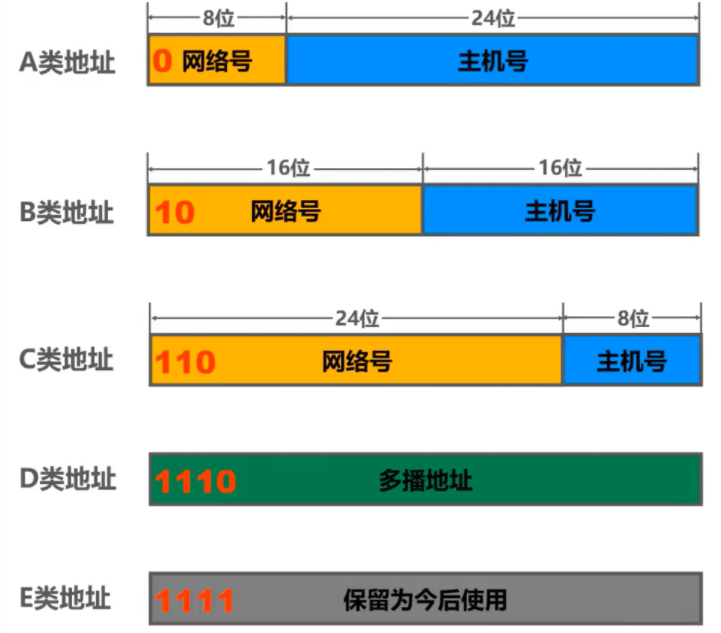 8位 24位
A类地址 0 网络号 主机号
16位 16位
B类地址 10 网络号 主机号
24位 8位
C类地址 110 网络号 主机号
D类地址 1110 多播地址
E类地址 1111 保留为今后使用